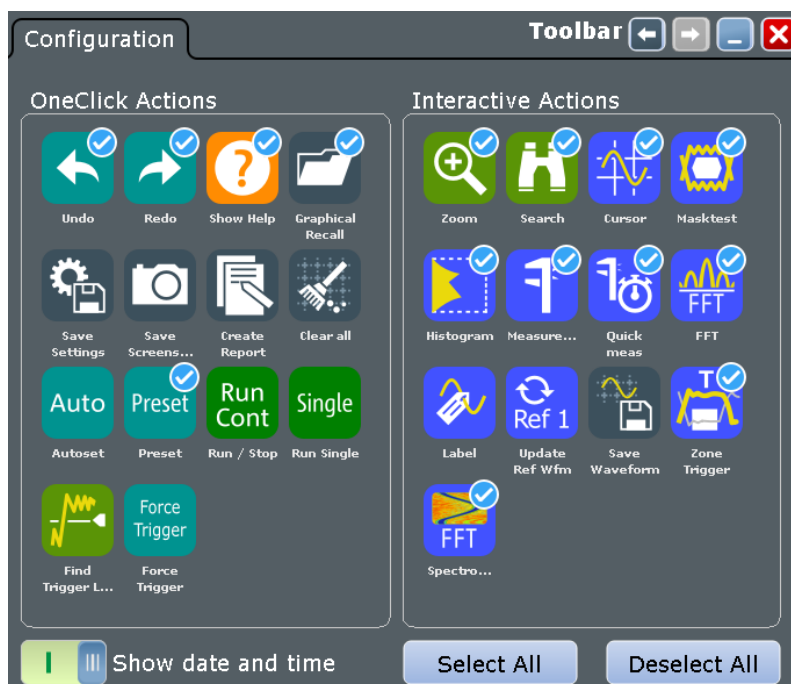 Configuration
Toolbar
OneClick Actions
Interactive Actions
Undo
Redo
Show Help
Graphical Recall
Zoom
Search
Cursor
Masktest
Save Settings
Save Screens...
Create Report
Clear all
Histogram
Measure...
Quick meas
FFT
FFT
Auto
Autoset
Preset
Preset
Run Cont
Run / Stop
Single
Run Single
Label
Ref 1
Update Ref Wfm
Save Waveform
T
Zone Trigger
Find Trigger L...
Force Trigger
Force Trigger
FFT
Spectro...
Show date and time
Select All
Deselect All